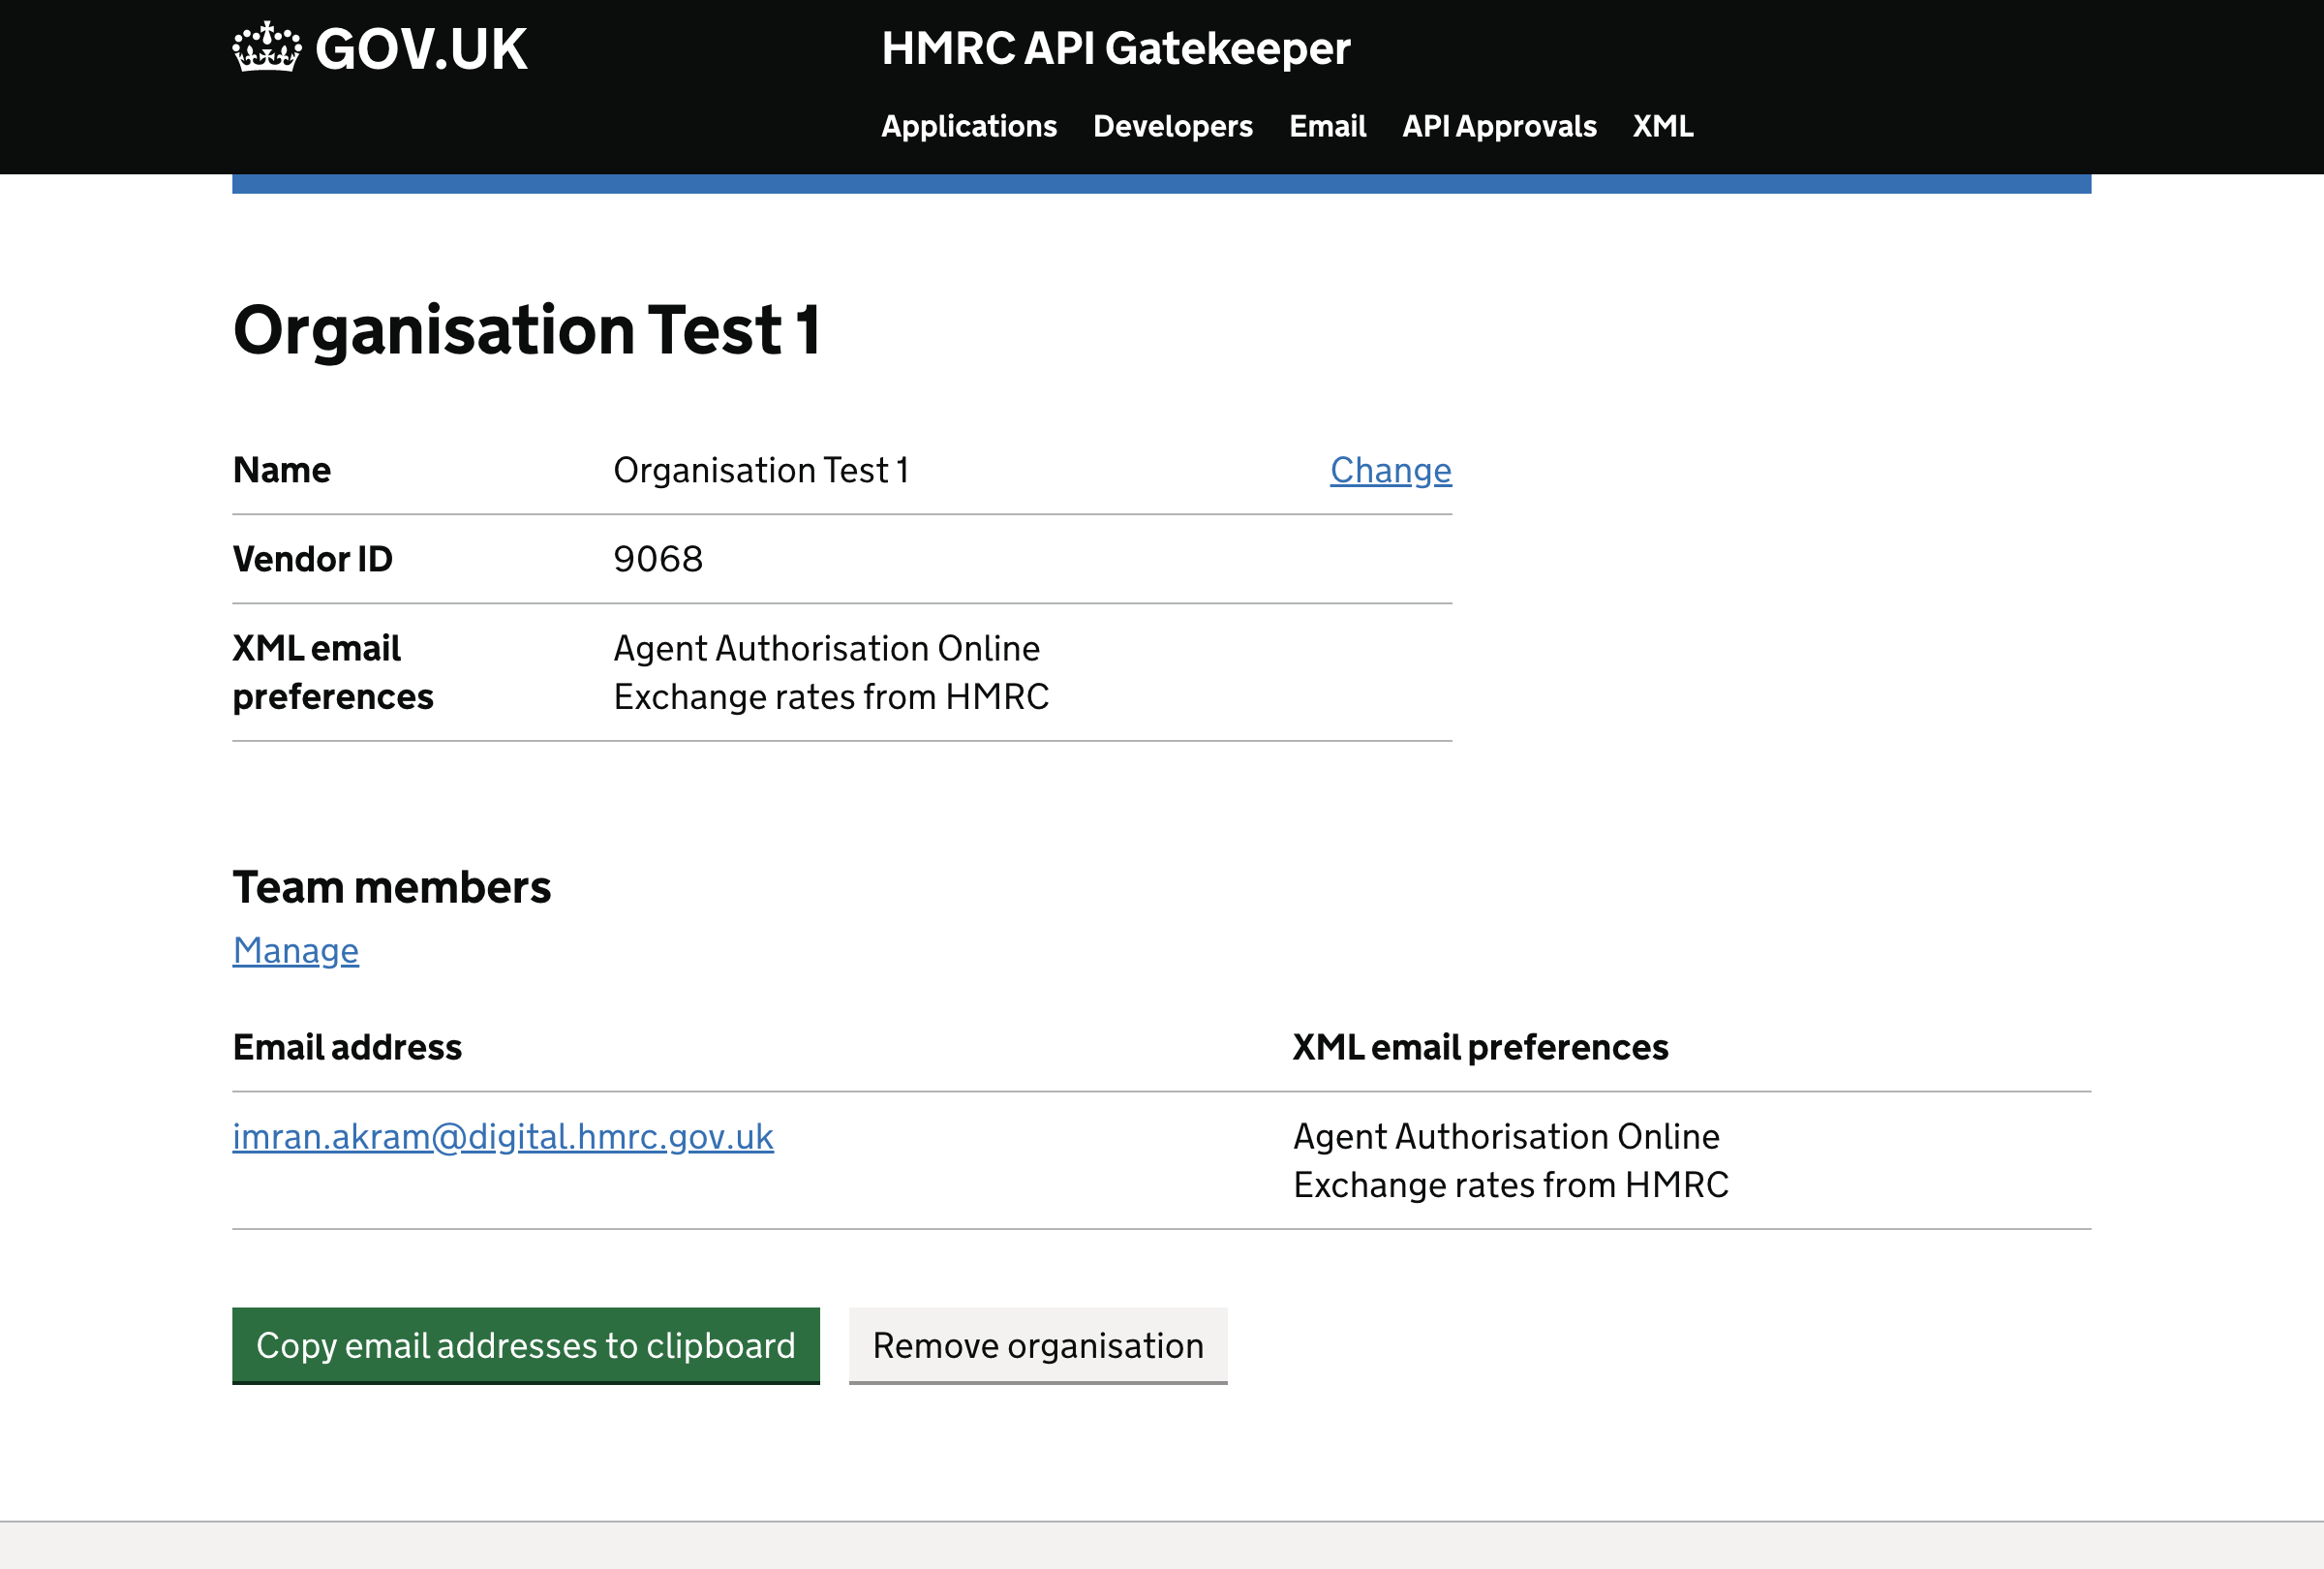 GOV.UK
HMRC API Gatekeeper
Applications Developers Email API Approvals XML
Organisation Test 1
Name Organisation Test 1 Change
Vendor ID 9068
XML email Agent Authorisation Online
preferences Exchange rates from HMRC
Team members
Manage
Email address XML email preferences
imran.akram@digital.hmrc.gov.uk Agent Authorisation Online
Exchange rates from HMRC
Copy email addresses to clipboard Remove organisation